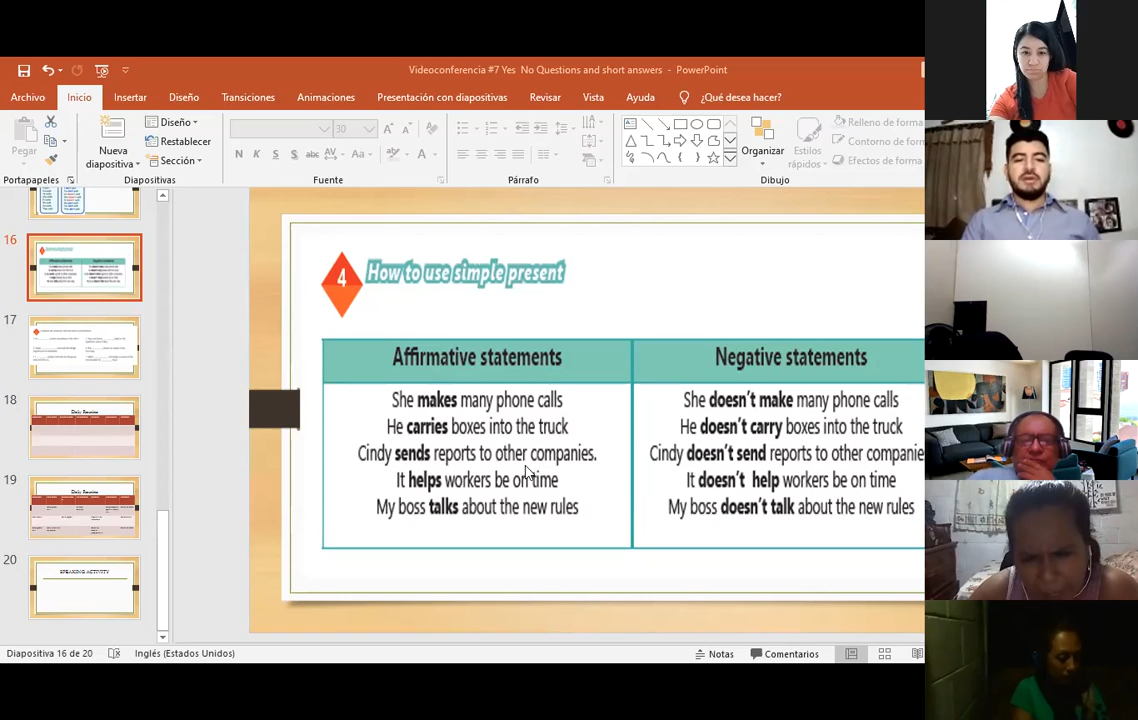 Videoconferencia #7 Yes  No Questions and short answers  -  PowerPoint
Archivo
Inicio
Insertar
Diseño
Transiciones
Animaciones
Presentación con diapositivas
Revisar
Vista
Ayuda
¿Qué desea hacer?
Pegar
Nueva
diapositiva
Diseño
Restablecer
Sección
30
N
K
S
S
abc
AV
Aa
A
Organizar
Estilos
rápidos
Relleno de forma
Contorno de forma
Efectos de forma
Portapapeles
Diapositivas
Fuente
Párrafo
Dibujo
16
17
18
Daily Routine
19
Daily Routine
20
SPEAKING ACTIVITY
4
How to use simple present
Affirmative statements
She makes many phone calls
He carries boxes into the truck
Cindy sends reports to other companies.
It helps workers be on time
My boss talks about the new rules
Negative statements
She doesn't make many phone calls
He doesn't carry boxes into the truck
Cindy doesn't send reports to other companie
It doesn't help workers be on time
My boss doesn't talk about the new rules
Diapositiva 16 de 20
Inglés (Estados Unidos)
Notas
Comentarios